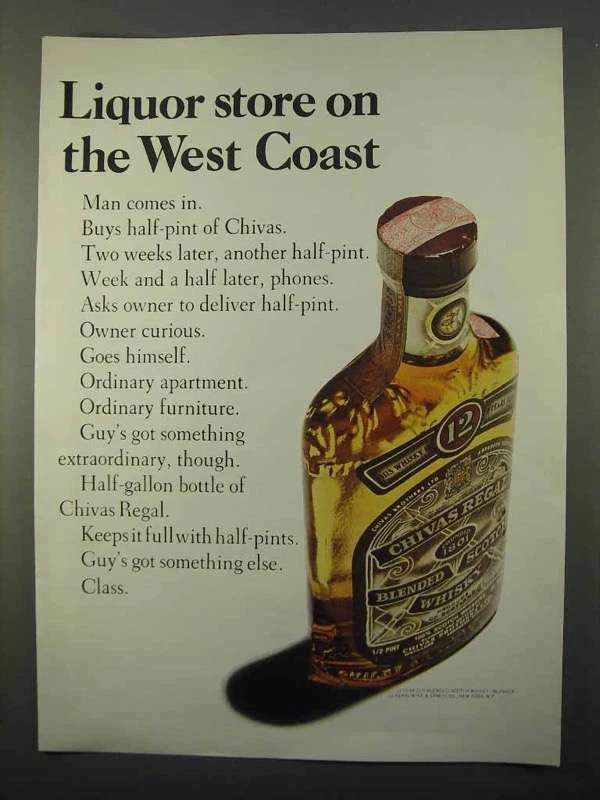 Liquor store on
the West Coast
Man comes in.
Buys half-pint of Chivas.
Two weeks later, another half-pint.
Week and a half later, phones.
Asks owner to deliver half-pint.
Owner curious.
Goes himself.
Ordinary apartment.
Ordinary furniture.
Guy's got something
extraordinary, though.
Half-gallon bottle of
Chivas Regal.
Keeps it full with half-pints.
Guy's got something else.
Class.
12
CHIVAS BROTHERS LTD
CHIVAS REGAL
1801
BLENDED SCOTCH
WHISKY
1/2 PINT